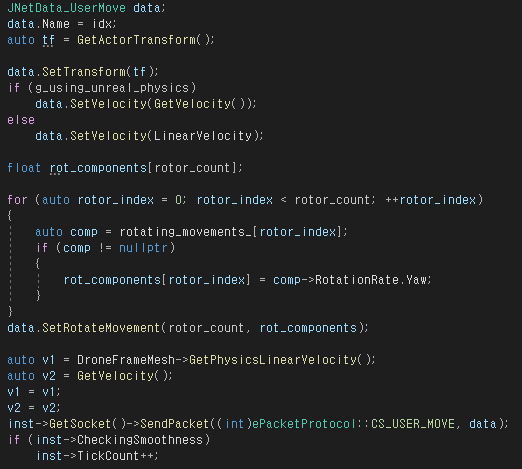 JNetData_UserMove data;
data.Name = idx;
auto tf = GetActorTransform();
data.SetTransform(tf);
if (g_using_unreal_physics)
data.SetVelocity(GetVelocity());
else
data.SetVelocity(LinearVelocity);
float rot_components[rotor_count];
for (auto rotor_index = 0; rotor_index < rotor_count; ++rotor_index)
{
auto comp = rotating_movements_[rotor_index];
if (comp != nullptr)
{
rot_components[rotor_index] = comp->RotationRate.Yaw;
}
}
data.SetRotateMovement(rotor_count, rot_components);
auto v1 = DroneFrameMesh->GetPhysicsLinearVelocity();
auto v2 = GetVelocity();
v1 = v1;
v2 = v2;
inst->GetSocket()->SendPacket((int)ePacketProtocol::CS_USER_MOVE, data);
if (inst->CheckingSmoothness)
inst->TickCount++;